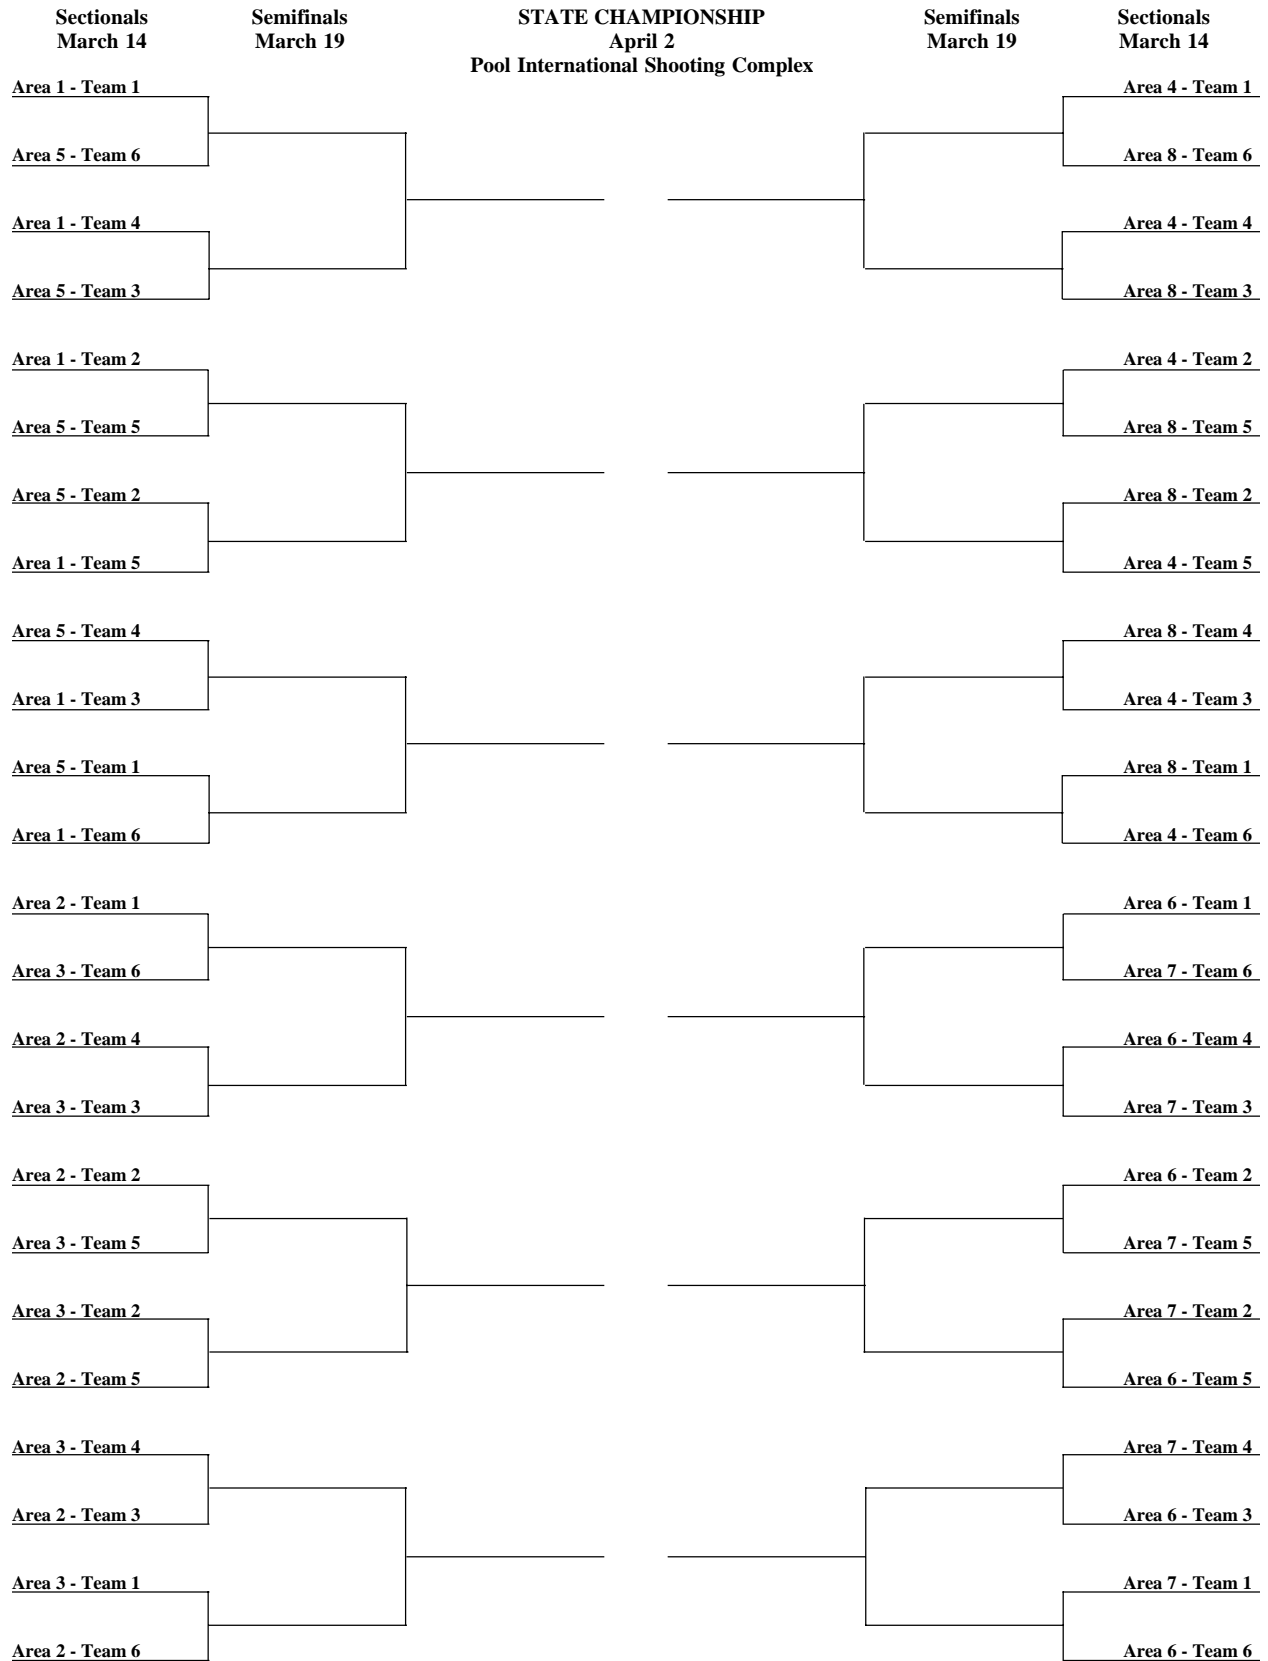 Sectionals Semifinals STATE CHAMPIONSHIP Semifinals Sectionals
March 14 March 19 April 2 March 19 March 14
Pool International Shooting Complex
Area 1 - Team 1 Area 4 - Team 1
Area 5 - Team 6 Area 8 - Team 6
Area 1 - Team 4 Area 4 - Team 4
Area 5 - Team 3 Area 8 - Team 3
Area 1 - Team 2 Area 4 - Team 2
Area 5 - Team 5 Area 8 - Team 5
Area 5 - Team 2 Area 8 - Team 2
Area 1 - Team 5 Area 4 - Team 5
Area 5 - Team 4 Area 8 - Team 4
Area 1 - Team 3 Area 4 - Team 3
Area 5 - Team 1 Area 8 - Team 1
Area 1 - Team 6 Area 4 - Team 6
Area 2 - Team 1 Area 6 - Team 1
Area 3 - Team 6 Area 7 - Team 6
Area 2 - Team 4 Area 6 - Team 4
Area 3 - Team 3 Area 7 - Team 3
Area 2 - Team 2 Area 6 - Team 2
Area 3 - Team 5 Area 7 - Team 5
Area 3 - Team 2 Area 7 - Team 2
Area 2 - Team 5 Area 6 - Team 5
Area 3 - Team 4 Area 7 - Team 4
Area 2 - Team 3 Area 6 - Team 3
Area 3 - Team 1 Area 7 - Team 1
Area 2 - Team 6 Area 6 - Team 6